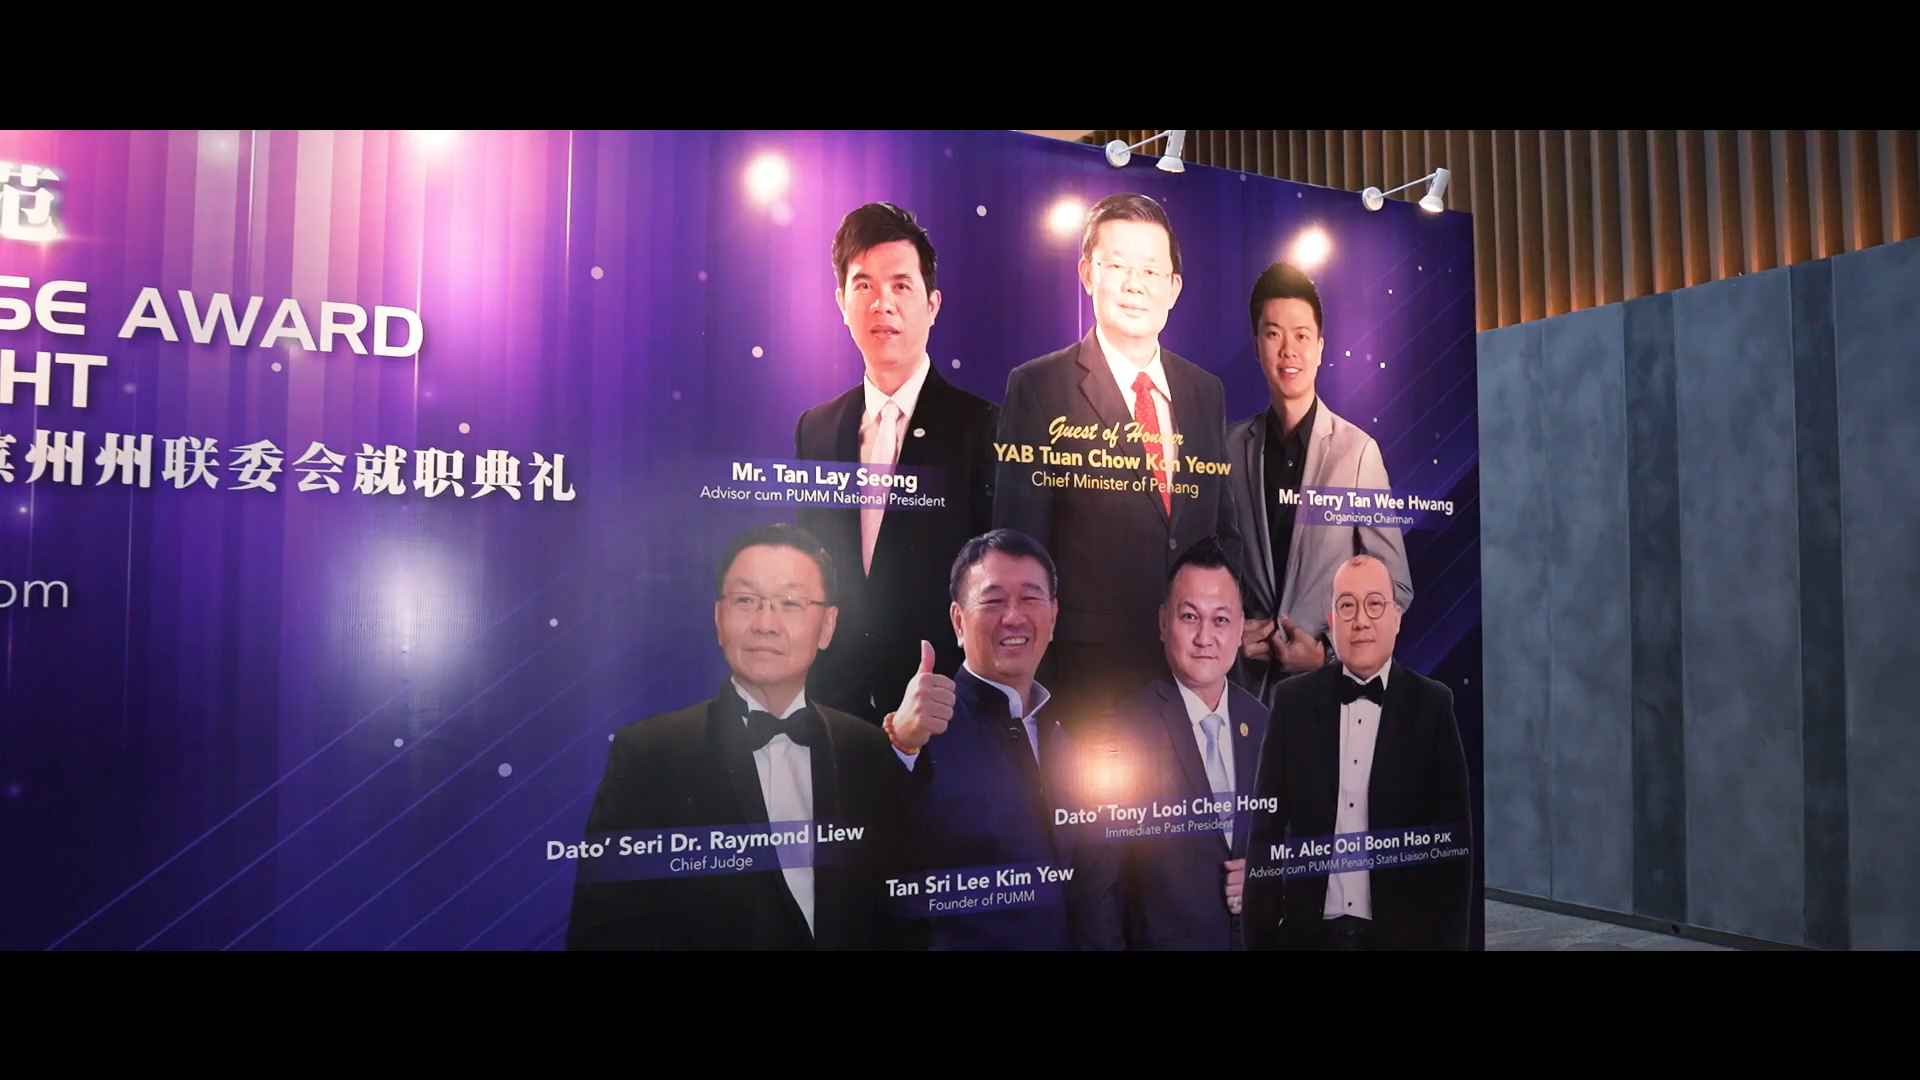 范
SE AWARD
GHT
槟州州联委会就职典礼
om
Mr. Tan Lay Seong
Advisor cum PUMM National President
Guest of Honour
YAB Tuan Chow Kon Yeow
Chief Minister of Penang
Mr. Terry Tan Wee Hwang
Organizing Chairman
Dato' Seri Dr. Raymond Liew
Chief Judge
Tan Sri Lee Kim Yew
Founder of PUMM
Dato' Tony Looi Chee Hong
Immediate Past President
Mr. Alec Ooi Boon Hao PJK
Advisor cum PUMM Penang State Liaison Chairman